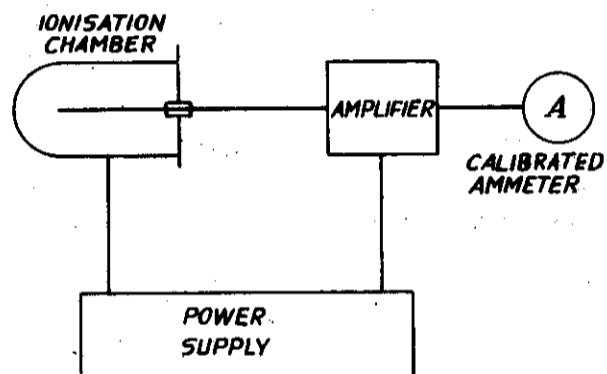 IONISATION
CHAMBER
AMPLIFIER
A
CALIBRATED
AMMETER
POWER
SUPPLY